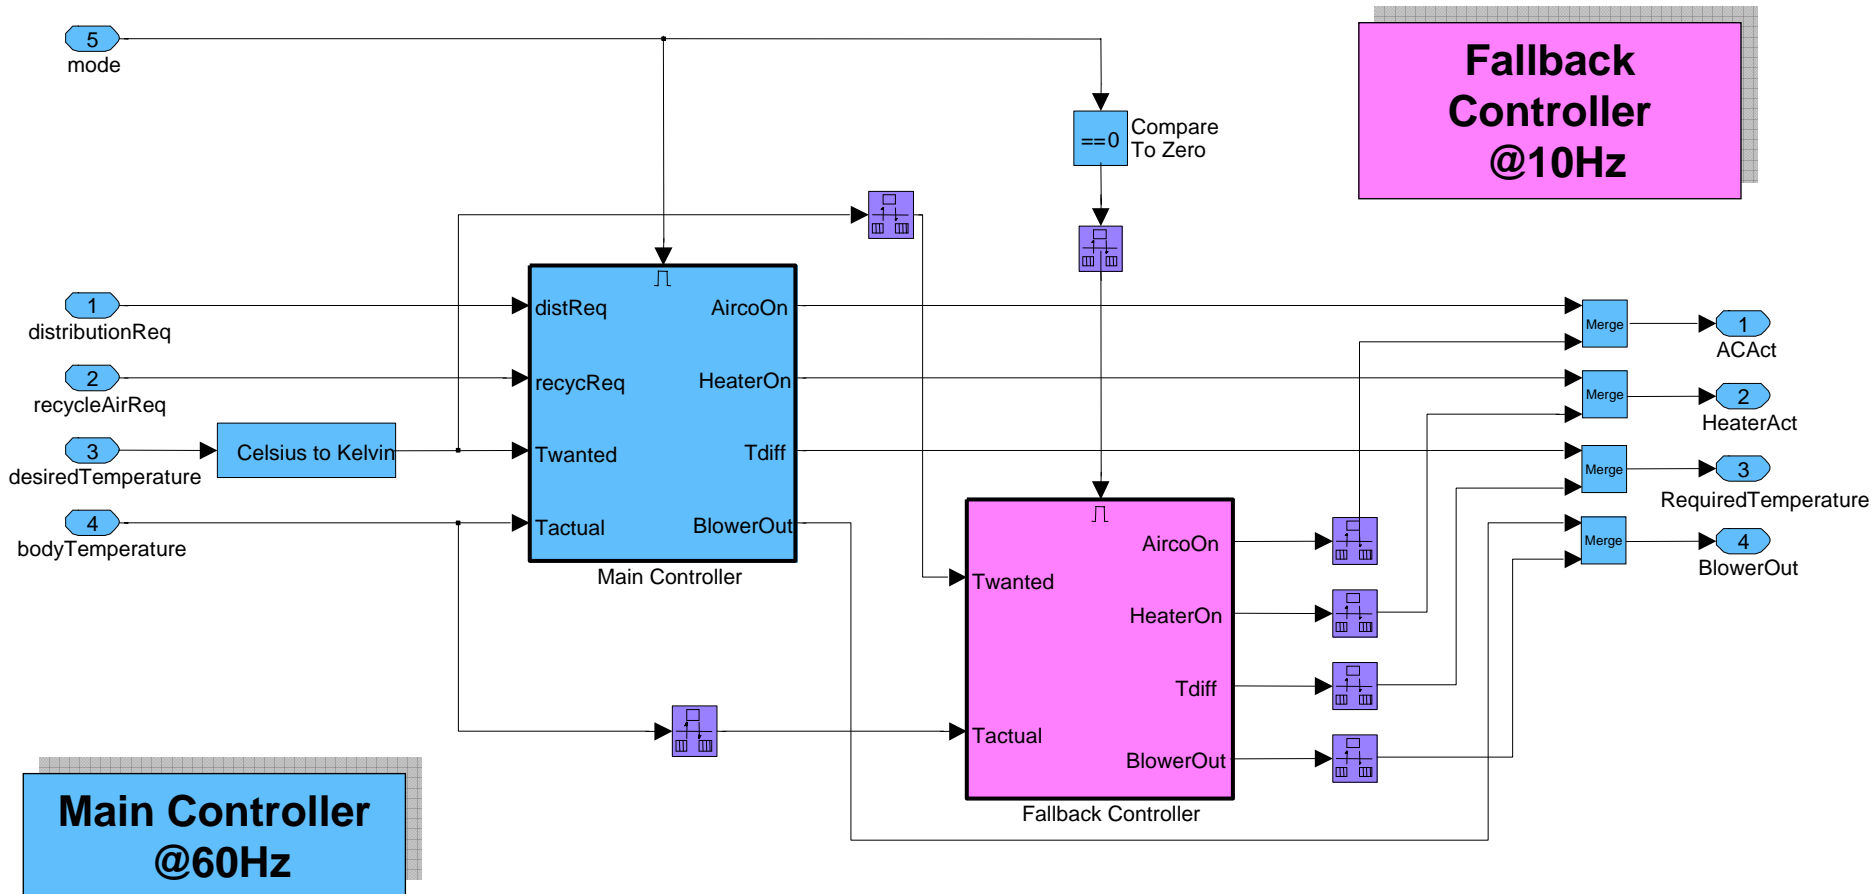 5
mode
Fallback
Controller
@10Hz
==0
Compare
To Zero
1
distributionReq
2
recycleAirReq
3
desiredTemperature
4
bodyTemperature
Celsius to Kelvin
distReq
recycReq
Twanted
Tactual
AircoOn
HeaterOn
Tdiff
BlowerOut
Main Controller
Twanted
Tactual
AircoOn
HeaterOn
Tdiff
BlowerOut
Fallback Controller
Merge
Merge
Merge
Merge
1
ACAct
2
HeaterAct
3
RequiredTemperature
4
BlowerOut
Main Controller
@60Hz